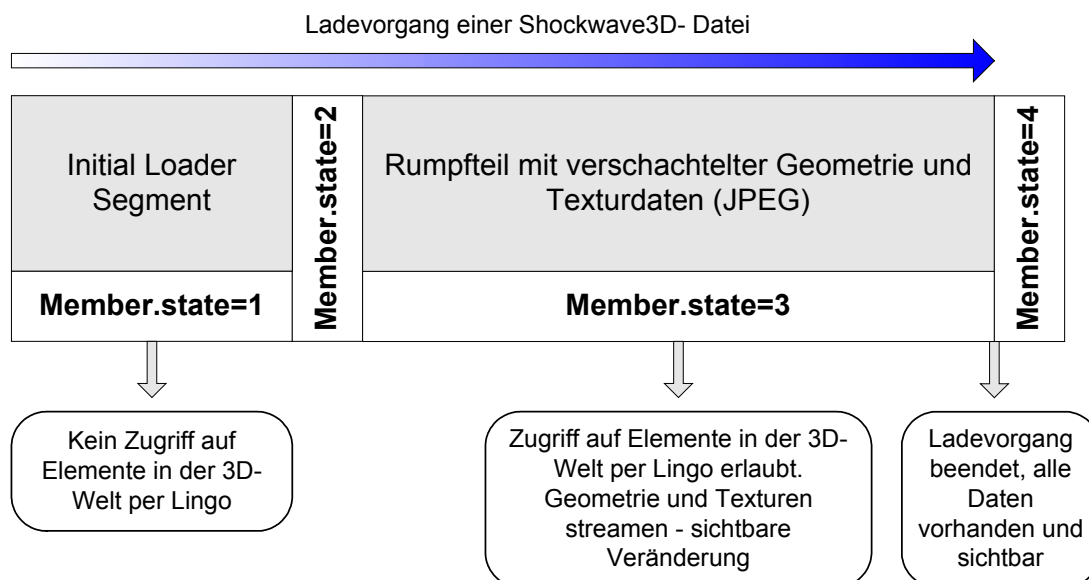 Ladevorgang einer Shockwave3D- Datei
Initial Loader
Segment
Member.state=1
Member.state=2
Rumpfteil mit verschachtelter Geometrie und
Texturdaten (JPEG)
Member.state=3
Member.state=4
Kein Zugriff auf
Elemente in der 3D-
Welt per Lingo
Zugriff auf Elemente in der 3D-
Welt per Lingo erlaubt.
Geometrie und Texturen
streamen - sichtbare
Veränderung
Ladevorgang
beendet, alle
Daten
vorhanden und
sichtbar